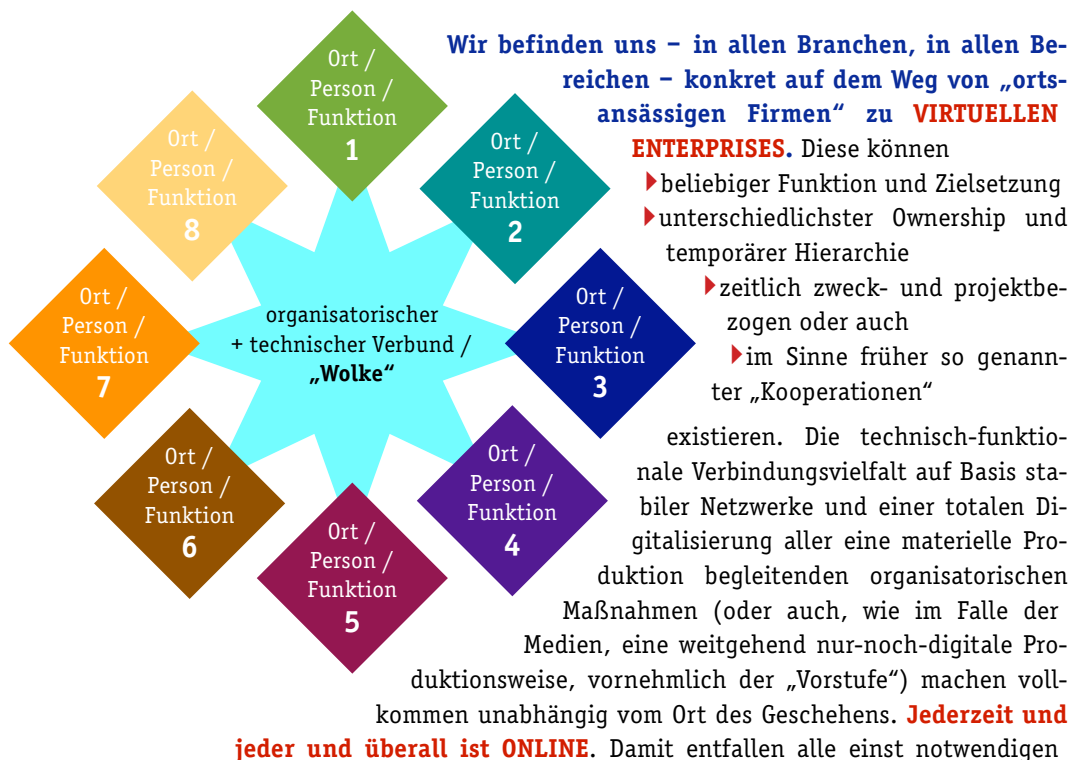 Ort /
Person /
Funktion
1
Ort /
Person /
Funktion
2
Ort /
Person /
Funktion
3
Ort /
Person /
Funktion
4
Ort /
Person /
Funktion
5
Ort /
Person /
Funktion
6
Ort /
Person /
Funktion
7
Ort /
Person /
Funktion
8
organisatorischer
+ technischer Verbund /
„Wolke“
Wir befinden uns – in allen Branchen, in allen Be-
reichen – konkret auf dem Weg von „orts-
ansässigen Firmen“ zu VIRTUELLEN
ENTERPRISES. Diese können
beliebiger Funktion und Zielsetzung
unterschiedlichster Ownership und
temporärer Hierarchie
zeitlich zweck- und projektbe-
zogen oder auch
im Sinne früher so genann-
ter „Kooperationen“
existieren. Die technisch-funktio-
nale Verbindungsvielfalt auf Basis sta-
biler Netzwerke und einer totalen Di-
gitalisierung aller eine materielle Pro-
duktion begleitenden organisatorischen
Maßnahmen (oder auch, wie im Falle der
Medien, eine weitgehend nur-noch-digitale Pro-
duktionsweise, vornehmlich der „Vorstufe“) machen voll-
kommen unabhängig vom Ort des Geschehens. Jederzeit und
jeder und überall ist ONLINE. Damit entfallen alle einst notwendigen